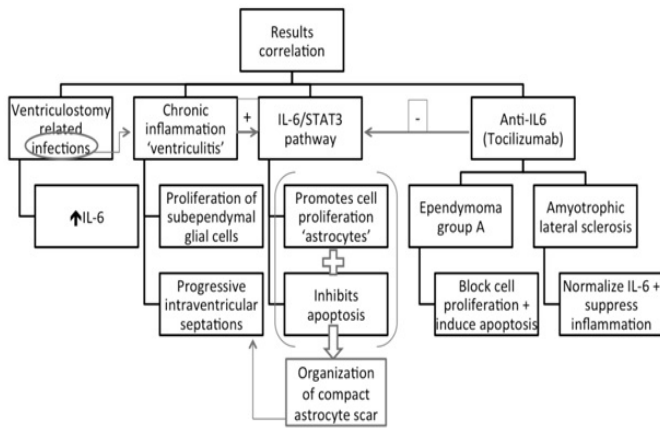 Results
correlation
Ventriculostomy
related
infections
Chronic
inflammation
'ventriculitis'
+
IL-6/STAT3
pathway
-
Anti-IL6
(Tocilizumab)
↑IL-6
Proliferation of
subependymal
glial cells
Promotes cell
proliferation
'astrocytes'
Ependymoma
group A
Amyotrophic
lateral sclerosis
Progressive
intraventricular
septations
Inhibits
apoptosis
Block cell
proliferation +
induce apoptosis
Normalize IL-6 +
suppress
inflammation
Organization
of compact
astrocyte scar